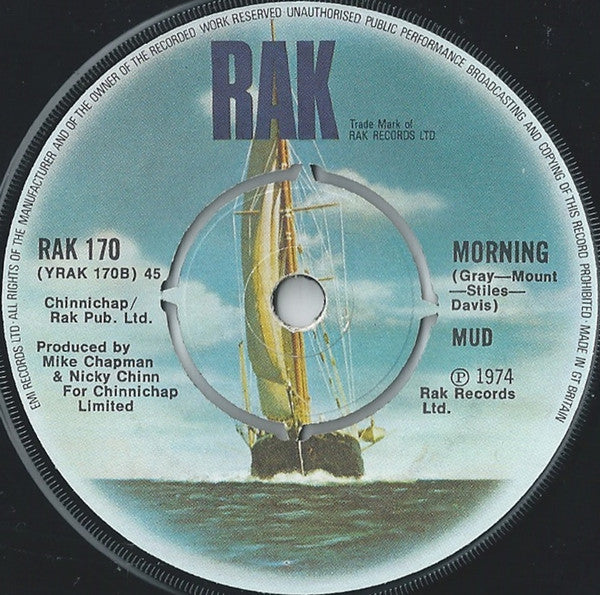 EMI RECORDS LTD ALL RIGHTS OF THE MANUFACTURER AND OF THE OWNER OF THE RECORDED WORK RESERVED UNAUTHORISED PUBLIC PERFORMANCE BROADCASTING AND COPYING OF THIS RECORD PROHIBITED MADE IN GT BRITAIN
RAK
Trade Mark of
RAK RECORDS LTD
RAK 170
(YRAK 170B) 45
Chinnichap/
Rak Pub. Ltd.
Produced by
Mike Chapman
& Nicky Chinn
For Chinnichap
Limited
MORNING
(Gray—Mount
—Stiles—
Davis)
MUD
℗ 1974
Rak Records
Ltd.